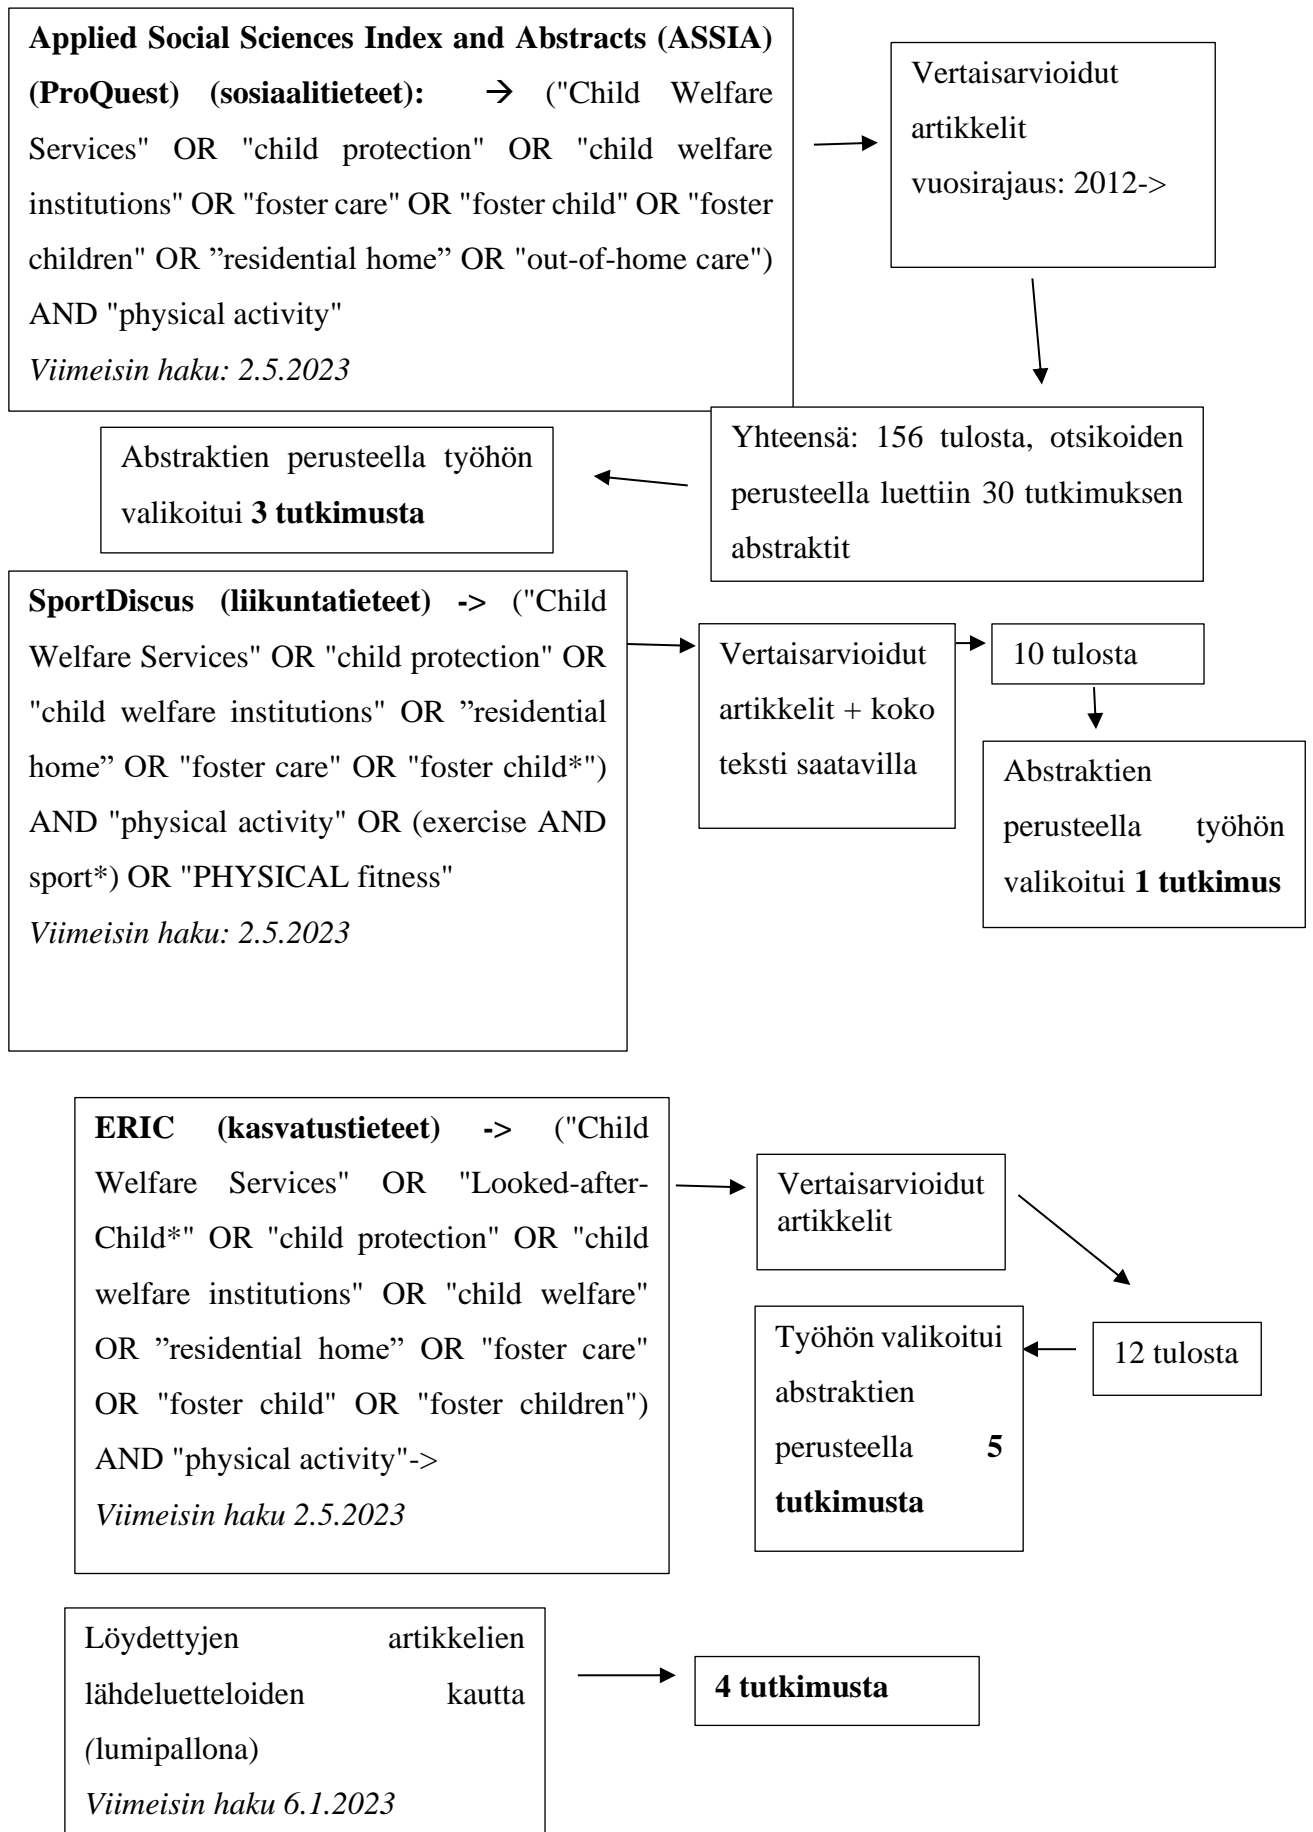 Applied Social Sciences Index and Abstracts (ASSIA)
(ProQuest) (sosiaalitieteet): → ("Child Welfare
Services" OR "child protection" OR "child welfare
institutions" OR "foster care" OR "foster child" OR "foster
children" OR ”residential home” OR "out-of-home care")
AND "physical activity"
Viimeisin haku: 2.5.2023
Vertaisarvioidut
artikkelit
vuosirajaus: 2012->
Yhteensä: 156 tulosta, otsikoiden
perusteella luettiin 30 tutkimuksen
abstraktit
Abstraktien perusteella työhön
valikoitui 3 tutkimusta
SportDiscus (liikuntatieteet) -> ("Child
Welfare Services" OR "child protection" OR
"child welfare institutions" OR ”residential
home” OR "foster care" OR "foster child*")
AND "physical activity" OR (exercise AND
sport*) OR "PHYSICAL fitness"
Viimeisin haku: 2.5.2023
Vertaisarvioidut
artikkelit + koko
teksti saatavilla
10 tulosta
Abstraktien
perusteella työhön
valikoitui 1 tutkimus
ERIC (kasvatustieteet) -> ("Child
Welfare Services" OR "Looked-after-
Child*" OR "child protection" OR "child
welfare institutions" OR "child welfare"
OR ”residential home” OR "foster care"
OR "foster child" OR "foster children")
AND "physical activity"->
Viimeisin haku 2.5.2023
Vertaisarvioidut
artikkelit
12 tulosta
Työhön valikoitui
abstraktien
perusteella 5
tutkimusta
Löydettyjen artikkelien
lähdeluetteloiden kautta
(lumipallona)
Viimeisin haku 6.1.2023
4 tutkimusta